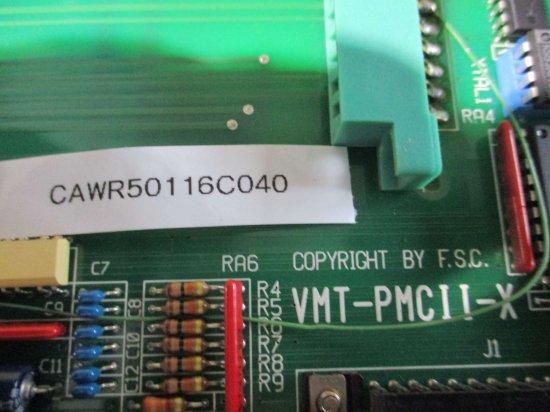 XTAL1
RA4
CAWR50116C040
C7
RA6
COPYRIGHT BY F.S.C.
C8
R4
R5
VMT-PMCII-X
C9
R6
C10
R7
J1
C11
R8
C12
R9